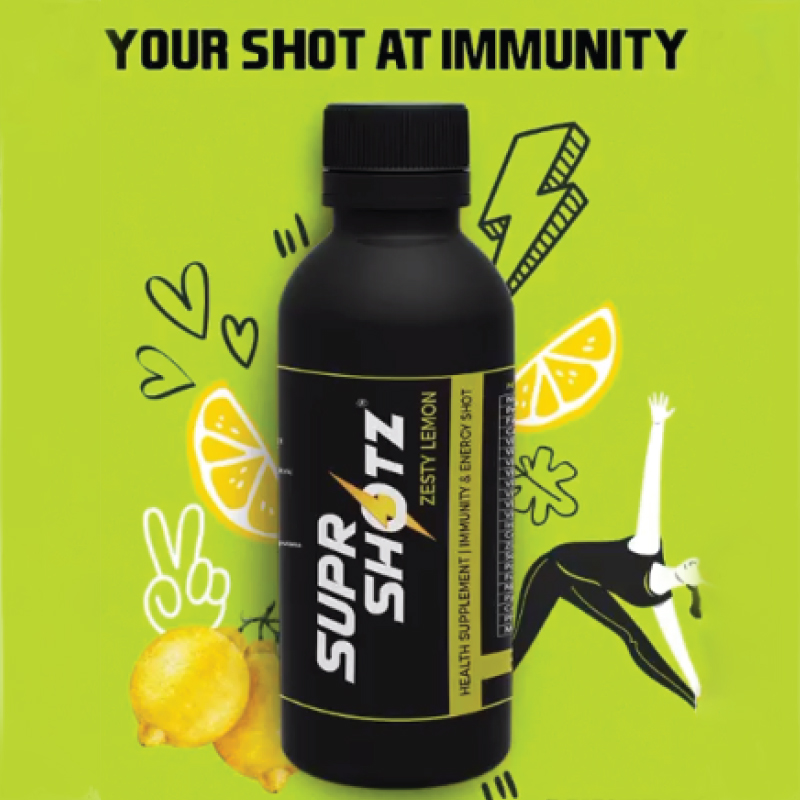 YOUR SHOT AT IMMUNITY
SUPR
SHOTZ®
ZESTY LEMON
HEALTH SUPPLEMENT | IMMUNITY & ENERGY SHOT